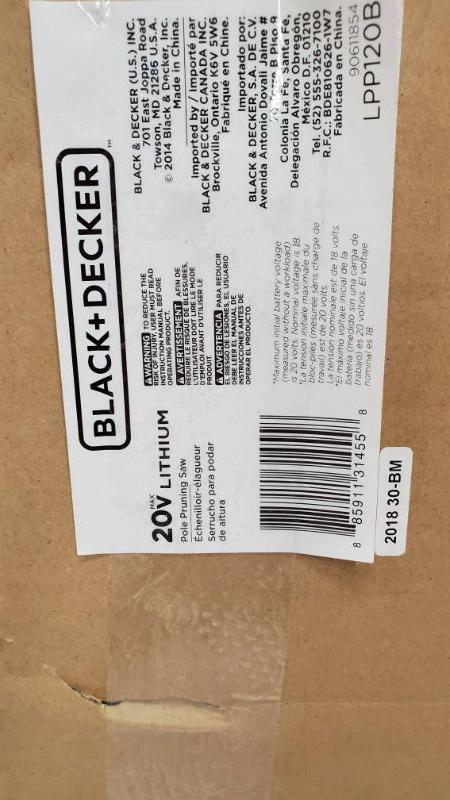 BLACK+DECKER™
20V MAX LITHIUM
Pole Pruning Saw
Échenilloir-élagueur
Serrucho para podar
de altura
WARNING TO REDUCE THE
RISK OF INJURY, USER MUST READ
INSTRUCTION MANUAL BEFORE
OPERATING PRODUCT.
AVERTISSEMENT AFIN DE
RÉDUIRE LE RISQUE DE BLESSURES,
L'UTILISATEUR DOIT LIRE LE MODE
D'EMPLOI AVANT D'UTILISER LE
PRODUIT.
ADVERTENCIA PARA REDUCIR
EL RIESGO DE LESIONES, EL USUARIO
DEBE LEER EL MANUAL DE
INSTRUCCIONES ANTES DE
OPERAR EL PRODUCTO.
BLACK & DECKER (U.S.) INC.
701 East Joppa Road
Towson, MD 21286 U.S.A.
© 2014 Black & Decker, Inc.
Made in China.
Imported by / Importé par
BLACK & DECKER CANADA INC.
Brockville, Ontario K6V 5W6
Fabriqué en Chine.
Importado por:
BLACK & DECKER, S.A. DE C.V.
Avenida Antonio Dovali Jaime #
70 Torre B Piso 9
Colonia La Fe, Santa Fe,
Delegación Alvaro Obregón,
México D.F. 01210
Tel. (52) 555-326-7100
R.F.C.: BDE810626-1W7
Fabricada en China.
90611854
LPP120B
*Maximum initial battery voltage
(measured without a workload)
is 20 volts. Nominal voltage is 18.
*La tension initiale maximale du
bloc-piles (mesurée sans charge de
travail) est de 20 volts.
La tension nominale est de 18 volts.
*El máximo voltaje inicial de la
batería (medido sin una carga de
trabajo) es 20 voltios. El voltaje
nominal es 18.
8 85911 31455 8
2018 30-BM